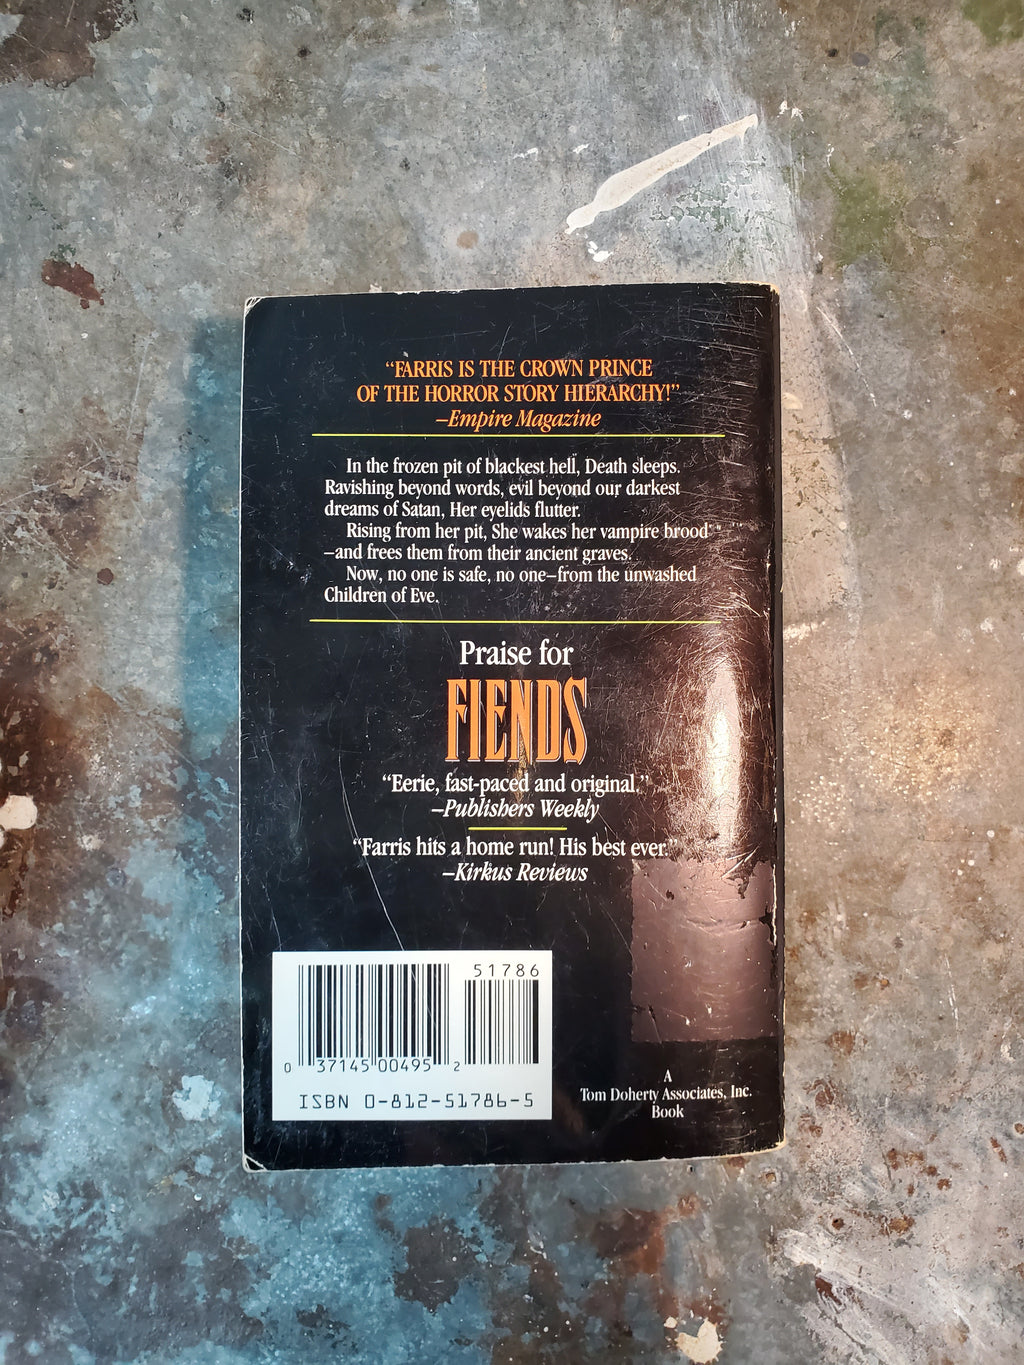 “FARRIS IS THE CROWN PRINCE
OF THE HORROR STORY HIERARCHY!”
–Empire Magazine
In the frozen pit of blackest hell, Death sleeps.
Ravishing beyond words, evil beyond our darkest
dreams of Satan, Her eyelids flutter.
Rising from her pit, She wakes her vampire brood
–and frees them from their ancient graves.
Now, no one is safe, no one–from the unwashed
Children of Eve.
Praise for
FIENDS
“Eerie, fast-paced and original.”
–Publishers Weekly
“Farris hits a home run! His best ever.”
–Kirkus Reviews
51786
0 37145 00495 2
ISBN 0-812-51786-5
A
Tom Doherty Associates, Inc.
Book